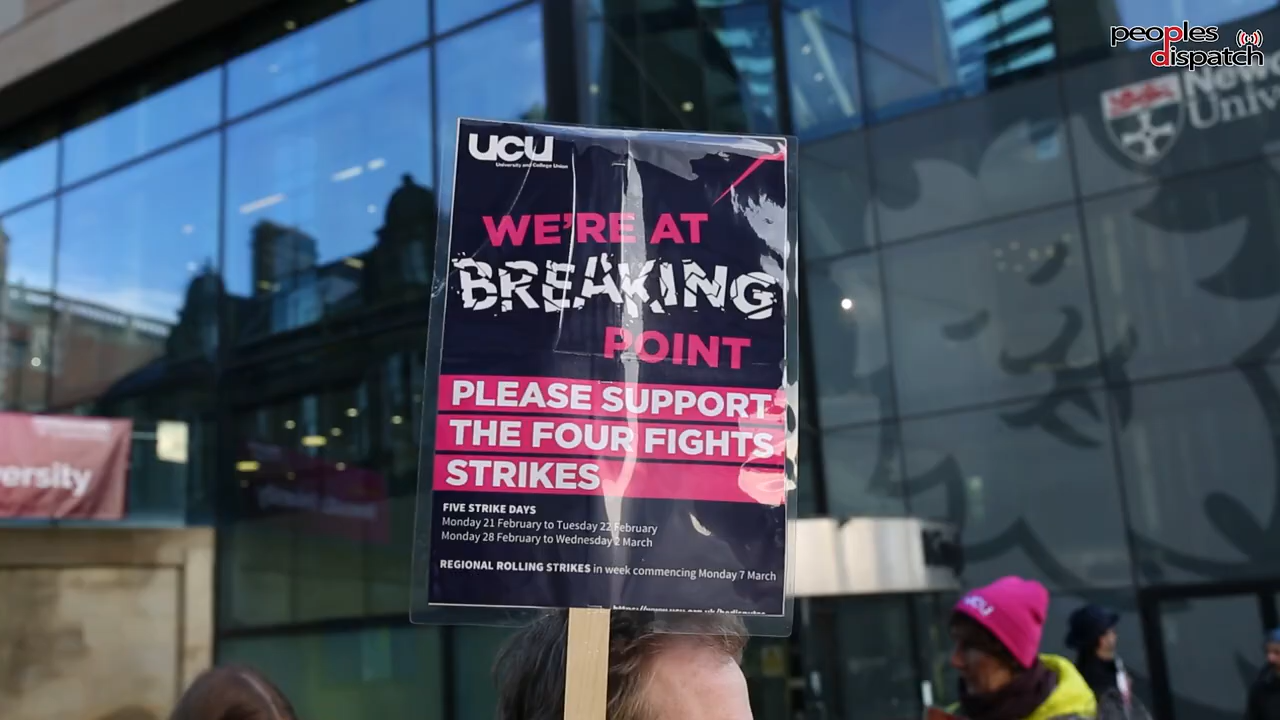 peoples
dispatch
ucu
University and College Union
WE'RE AT
BREAKING
POINT
PLEASE SUPPORT
THE FOUR FIGHTS
STRIKES
FIVE STRIKE DAYS
Monday 21 February to Tuesday 22 February
Monday 28 February to Wednesday 2 March
REGIONAL ROLLING STRIKES in week commencing Monday 7 March
ersity
UCU